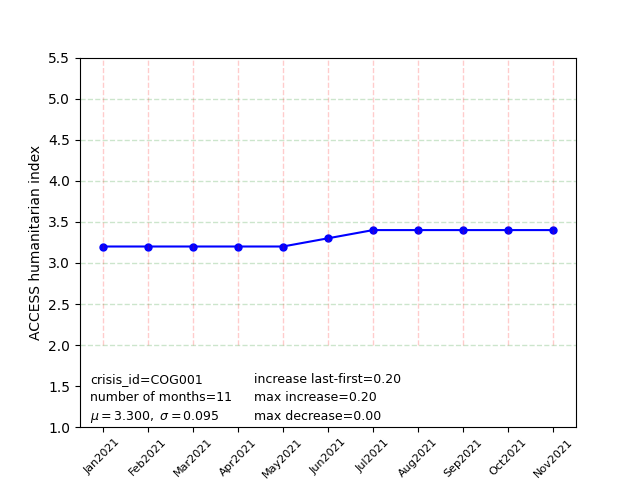 5.5
5.0
4.5
4.0
3.5
3.0
2.5
2.0
1.5
1.0
ACCESS humanitarian index
crisis_id=COG001
number of months=11
μ = 3.300, σ = 0.095
increase last-first=0.20
max increase=0.20
max decrease=0.00
Jan2021
Feb2021
Mar2021
Apr2021
May2021
Jun2021
Jul2021
Aug2021
Sep2021
Oct2021
Nov2021